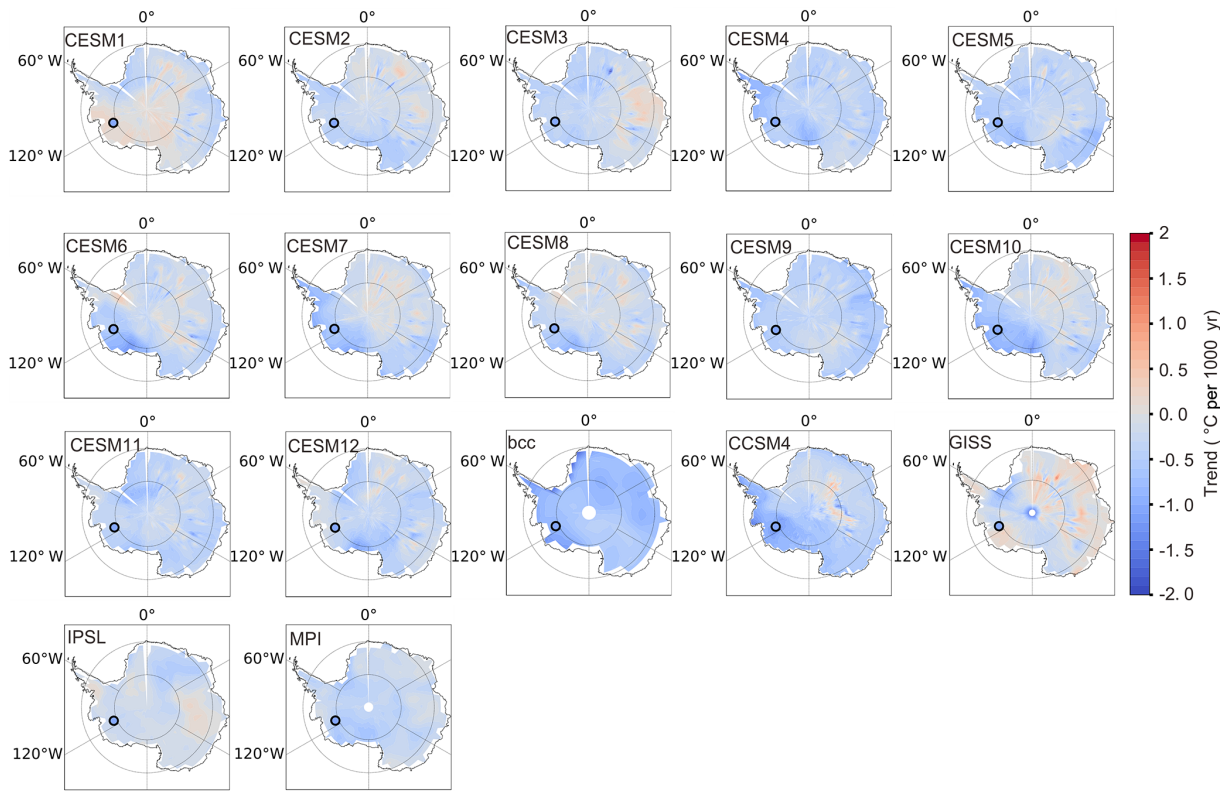 0° 0° 0° 0° 0°
CESM1 CESM2 CESM3 CESM4 CESM5
60° W 60° W 60° W 60° W 60° W
120° W 120° W 120° W 120° W 120° W
0° 0° 0° 0° 0°
CESM6 CESM7 CESM8 CESM9 CESM10
60° W 60° W 60° W 60° W 60° W
120° W 120° W 120° W 120° W 120° W
0° 0° 0° 0° 0°
CESM11 CESM12 bcc CCSM4 GISS
60° W 60° W 60° W 60° W 60° W
120° W 120° W 120° W 120° W 120° W
0° 0°
IPSL MPI
60°W 60°W
120°W 120°W
2
1.5
1.0
0.5
0.0
-0.5
-1.0
-1.5
-2.0
Trend ( °C per 1000 yr)